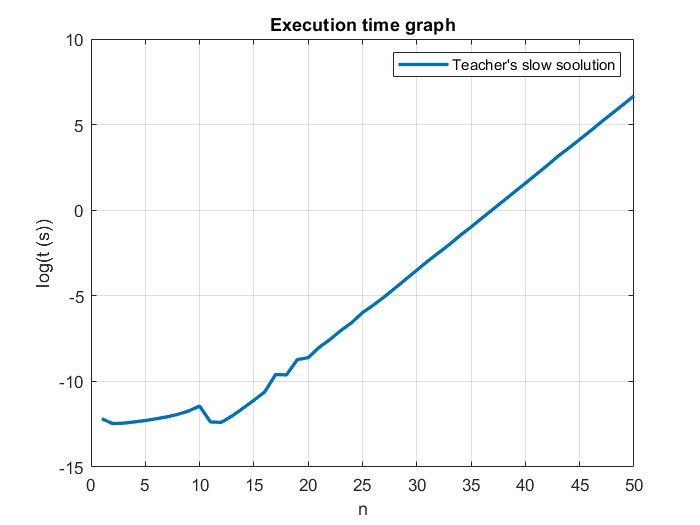 Execution time graph
Teacher's slow soolution
10
5
0
-5
-10
-15
log(t (s))
0 5 10 15 20 25 30 35 40 45 50
n